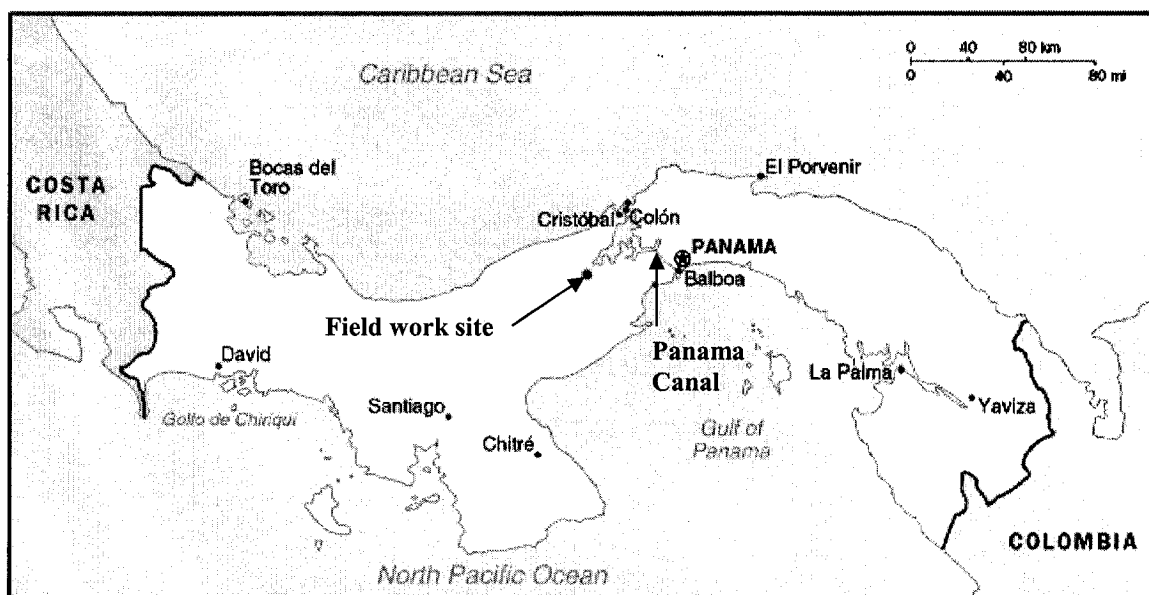 0 40 80 km
0 40 80 mi
Caribbean Sea
Bocas del
Toro
El Porvenir
COSTA
RICA
Cristóbal
Colón
PANAMA
Balboa
Field work site
Panama
Canal
David
La Palma
Yaviza
Santiago
Golfo de Chiriquí
Chitré
Gulf of
Panama
COLOMBIA
North Pacific Ocean